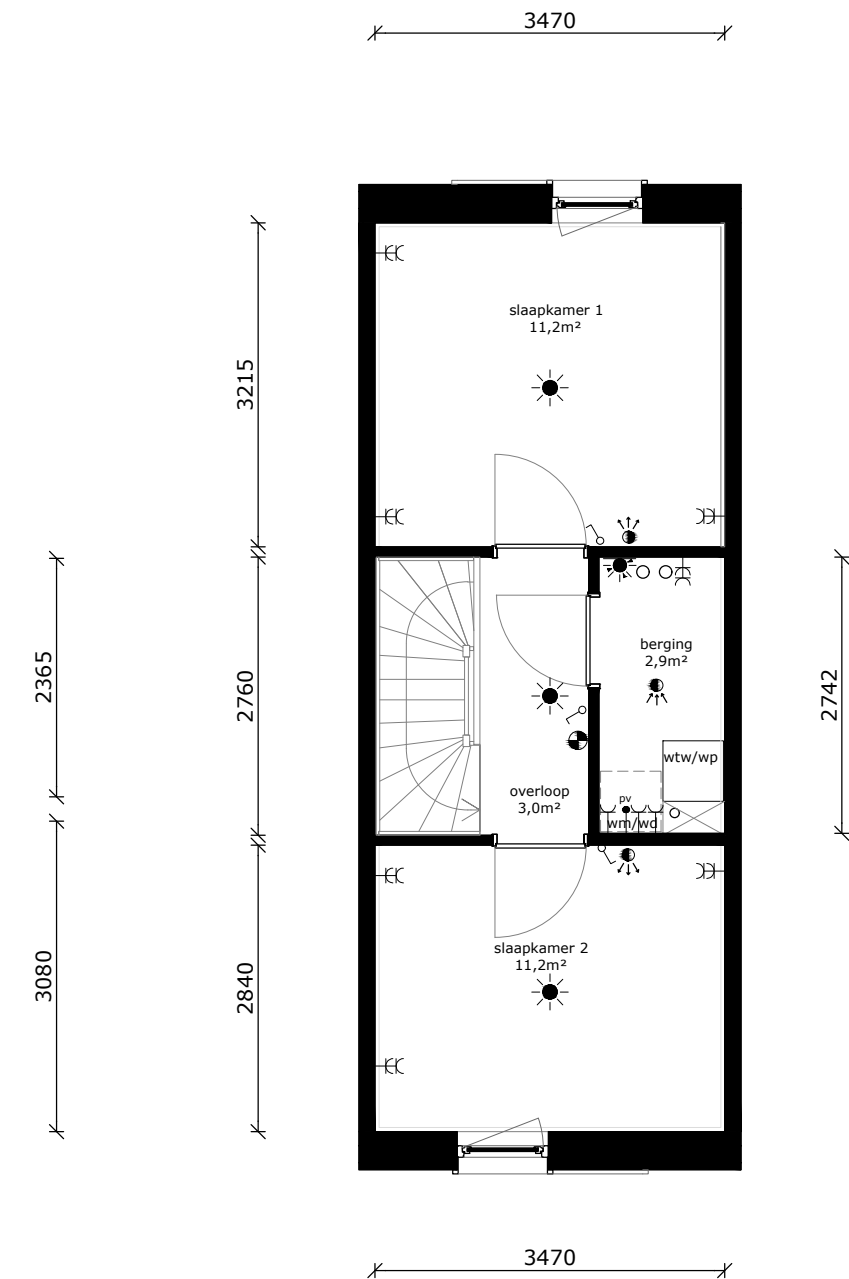 3470
slaapkamer 1
11,2m²
3215
2365
2760
berging
2,9m²
2742
wtw/wp
overloop
3,0m²
pv
wm/wd
slaapkamer 2
11,2m²
3080
2840
3470